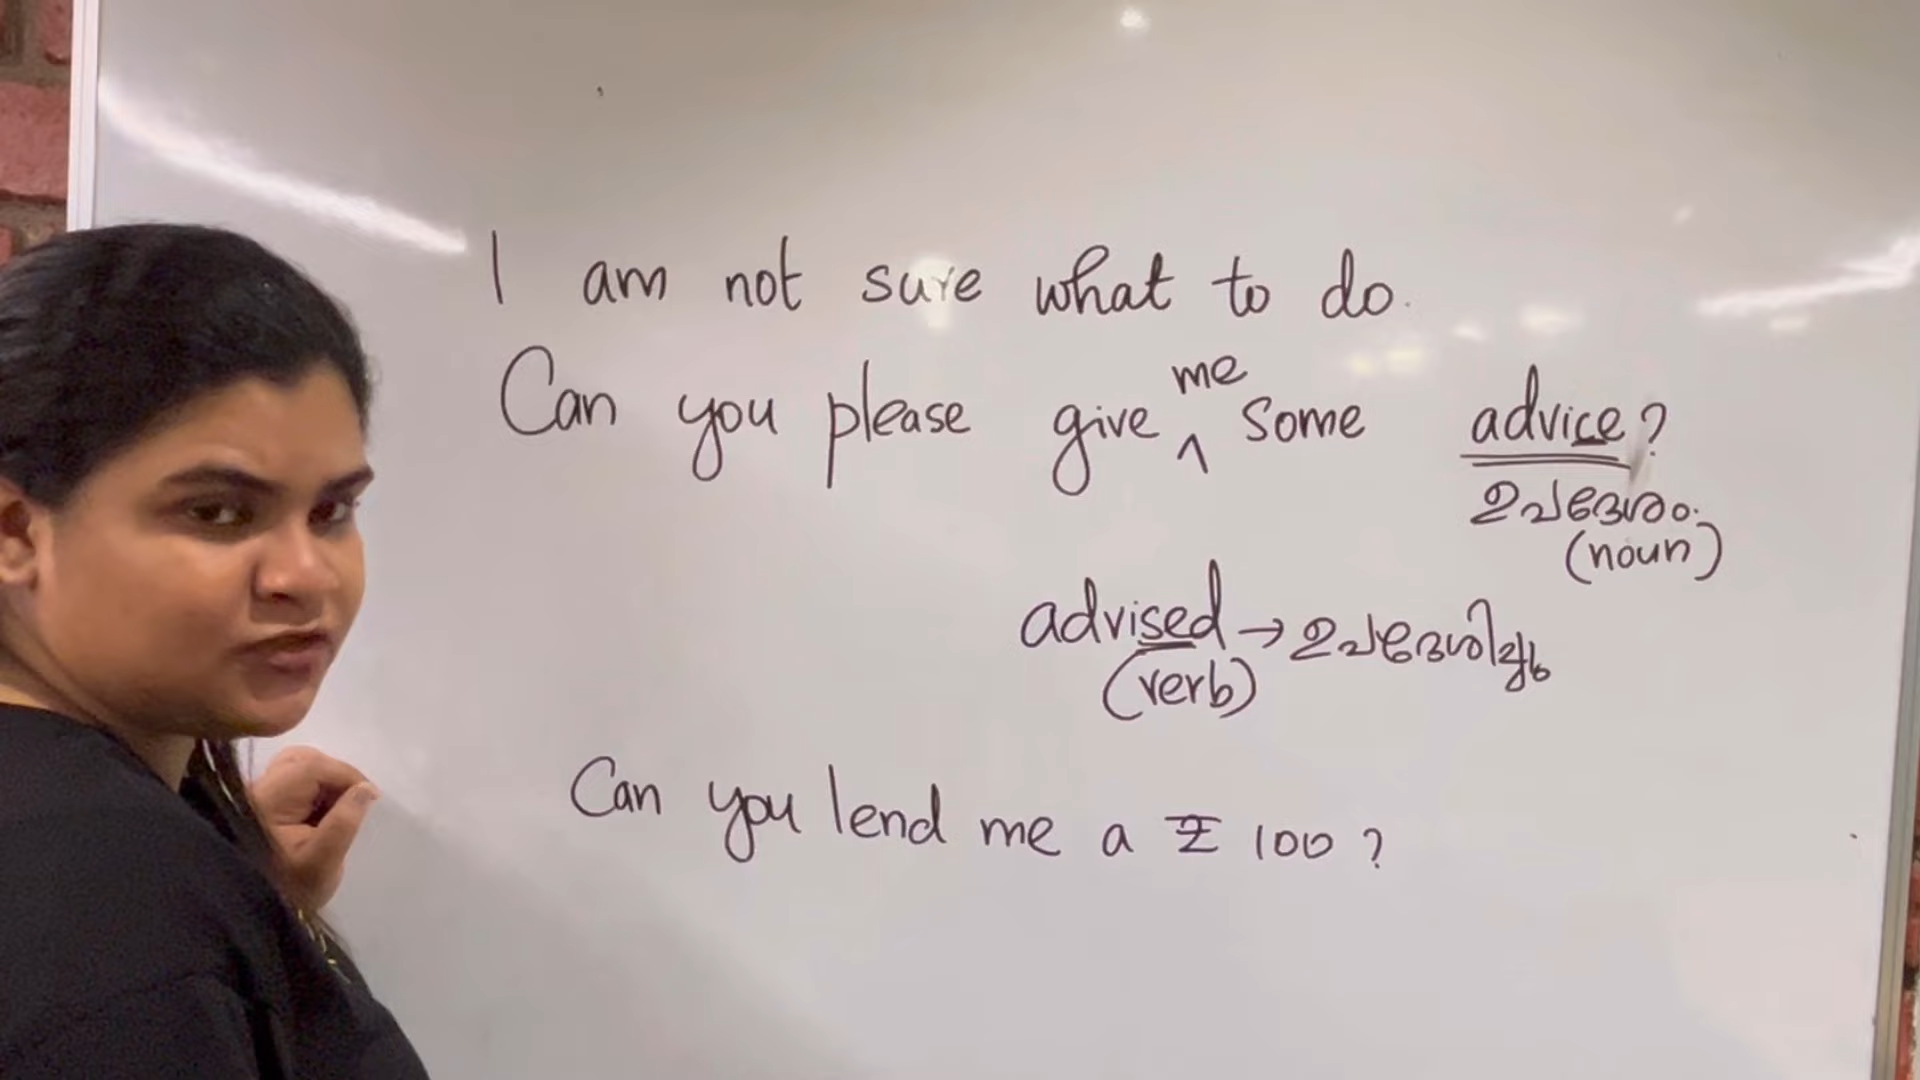 I am not sure what to do.
Can you please give me some advice?
ഉപദേശം.
(noun)
advised → ഉപദേശിച്ചു
(verb)
Can you lend me a ₹ 100 ?